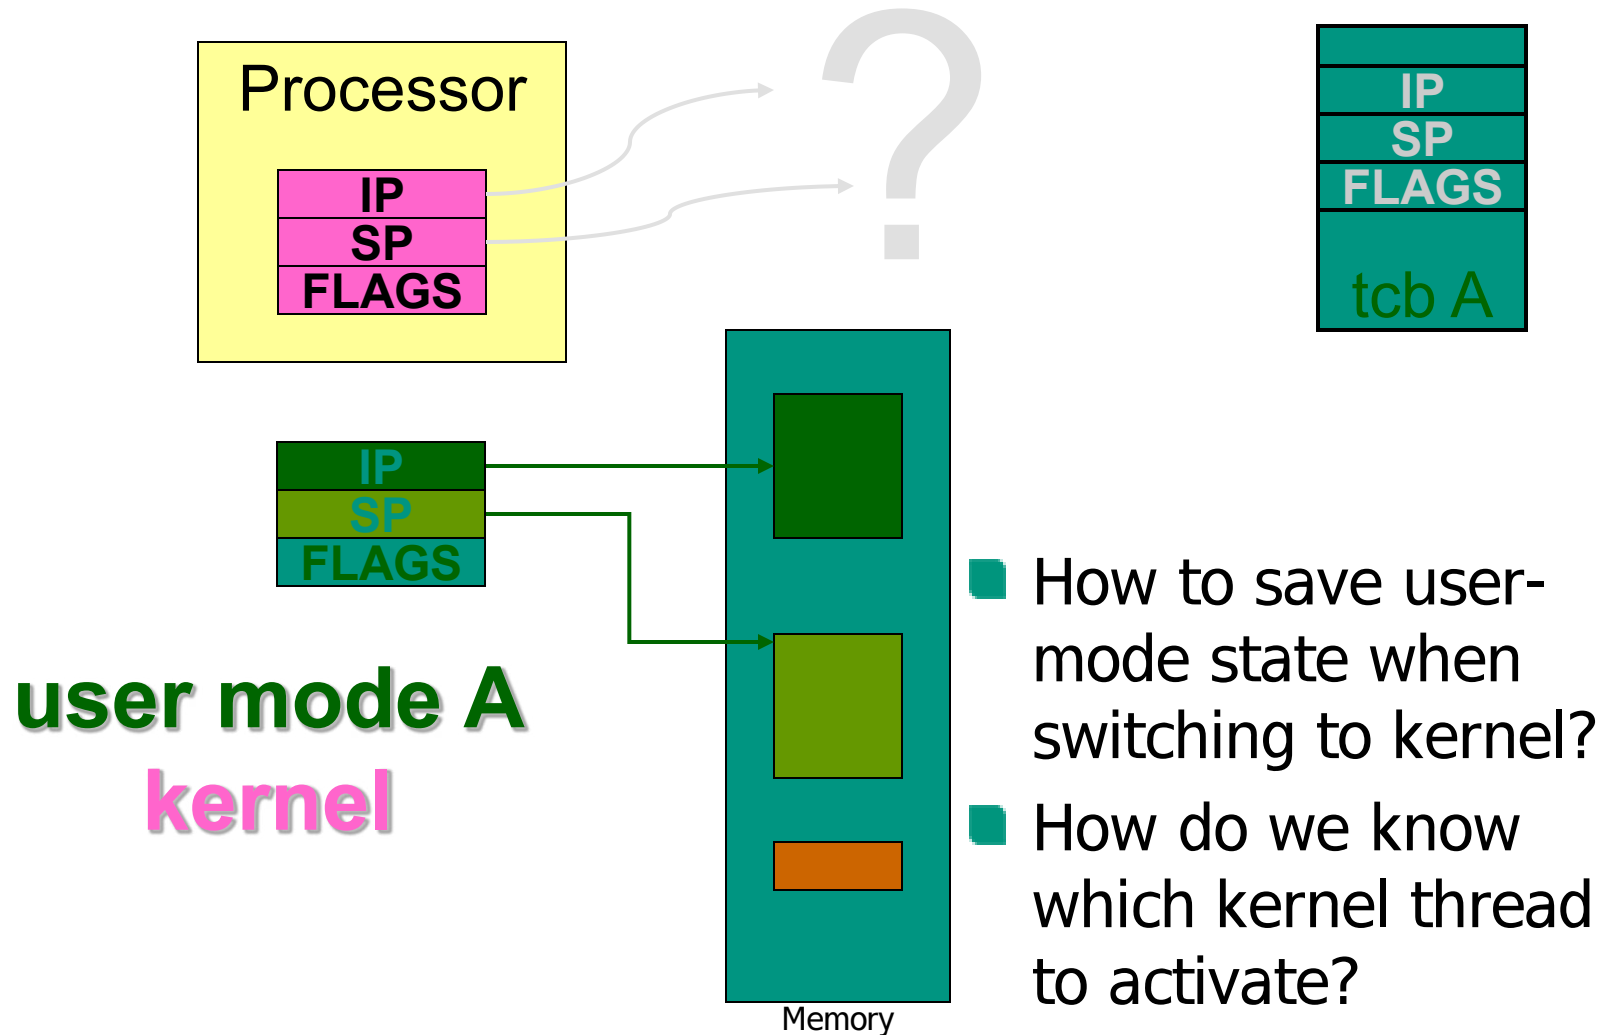 Processor
IP
SP
FLAGS
?
IP
SP
FLAGS
tcb A
IP
SP
FLAGS
user mode A
kernel
Memory
How to save user-
mode state when
switching to kernel?
How do we know
which kernel thread
to activate?